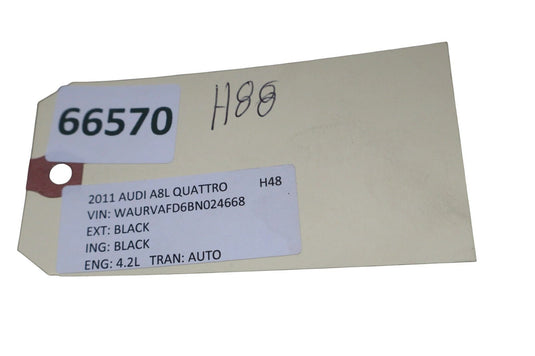 H88
66570
2011 AUDI A8L QUATTRO H48
VIN: WAURVAFD6BN024668
EXT: BLACK
ING: BLACK
ENG: 4.2L TRAN: AUTO